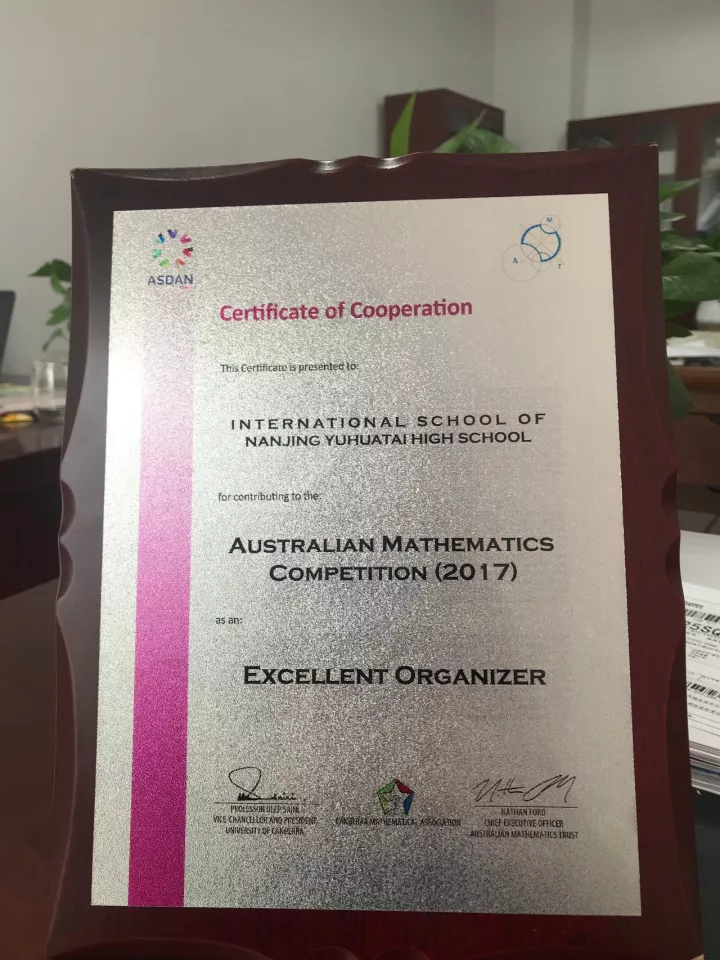 ASDAN
M
A
T
Certificate of Cooperation
This Certificate is presented to:
INTERNATIONAL SCHOOL OF
NANJING YUHUATAI HIGH SCHOOL
for contributing to the:
AUSTRALIAN MATHEMATICS
COMPETITION (2017)
as an:
EXCELLENT ORGANIZER
PROFESSOR DEEP SAINI
VICE-CHANCELLOR AND PRESIDENT
UNIVERSITY OF CANBERRA
CANBERRA MATHEMATICAL ASSOCIATION
NATHAN FORD
CHIEF EXECUTIVE OFFICER
AUSTRALIAN MATHEMATICS TRUST